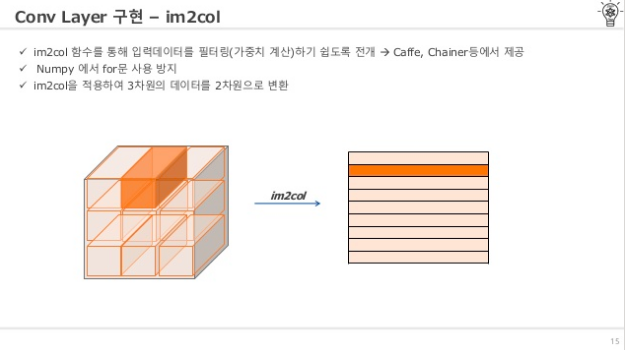 Conv Layer 구현 – im2col
✓ im2col 함수를 통해 입력데이터를 필터링(가중치 계산)하기 쉽도록 전개 → Caffe, Chainer등에서 제공
✓ Numpy 에서 for문 사용 방지
✓ im2col을 적용하여 3차원의 데이터를 2차원으로 변환
im2col
15